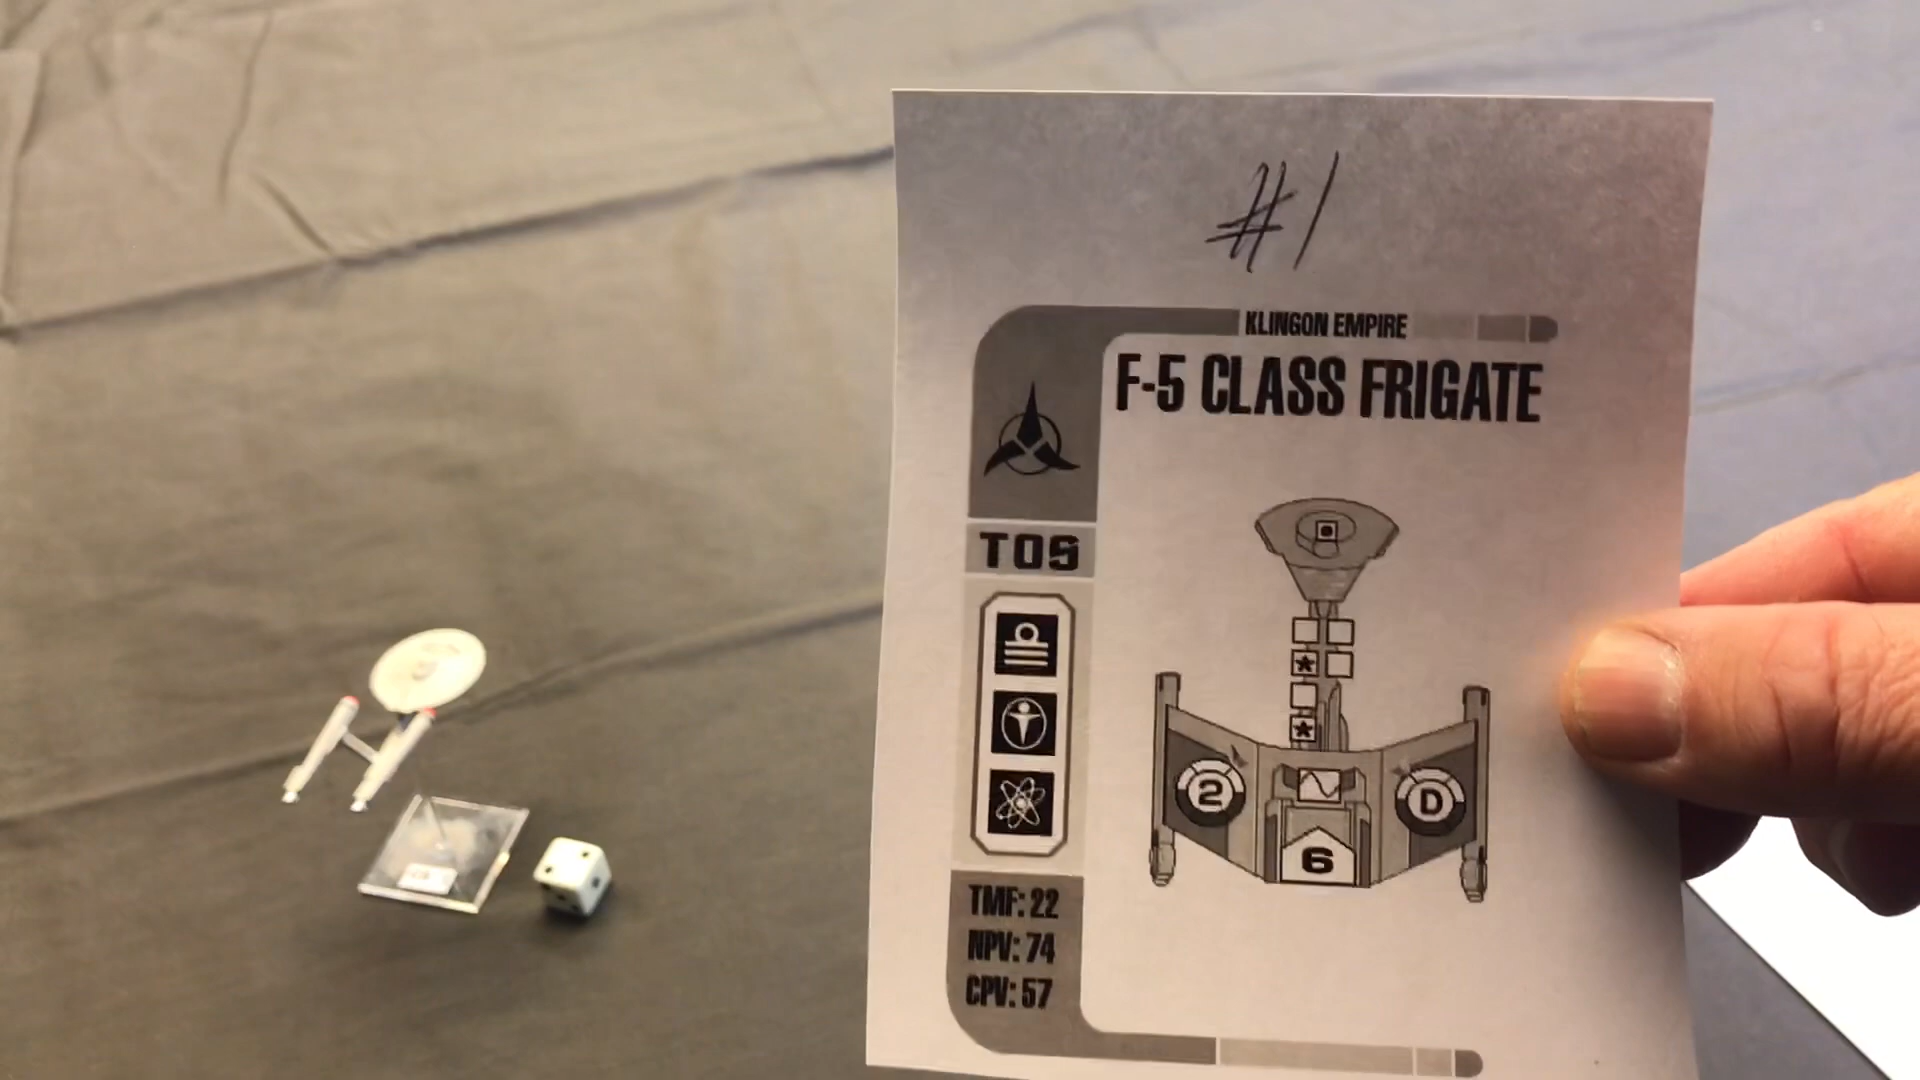 #1
KLINGON EMPIRE
F-5 CLASS FRIGATE
TOS
2
D
6
TMF: 22
NPV: 74
CPV: 57